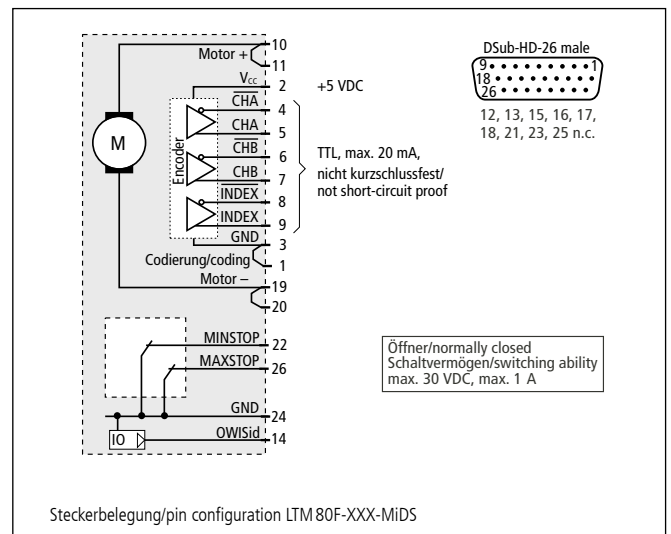 10
Motor +
11
DSub-HD-26 male
9 1
18
26
12, 13, 15, 16, 17,
18, 21, 23, 25 n.c.
Vcc
2
+5 VDC
CHA
4
CHA
5
CHB
6
CHB
7
INDEX
8
INDEX
9
TTL, max. 20 mA,
nicht kurzschlussfest/
not short-circuit proof
M
Encoder
GND
3
Codierung/coding
1
Motor –
19
20
MINSTOP
22
MAXSTOP
26
Öffner/normally closed
Schaltvermögen/switching ability
max. 30 VDC, max. 1 A
GND
24
IO
OWISid
14
Steckerbelegung/pin configuration LTM 80F-XXX-MiDS